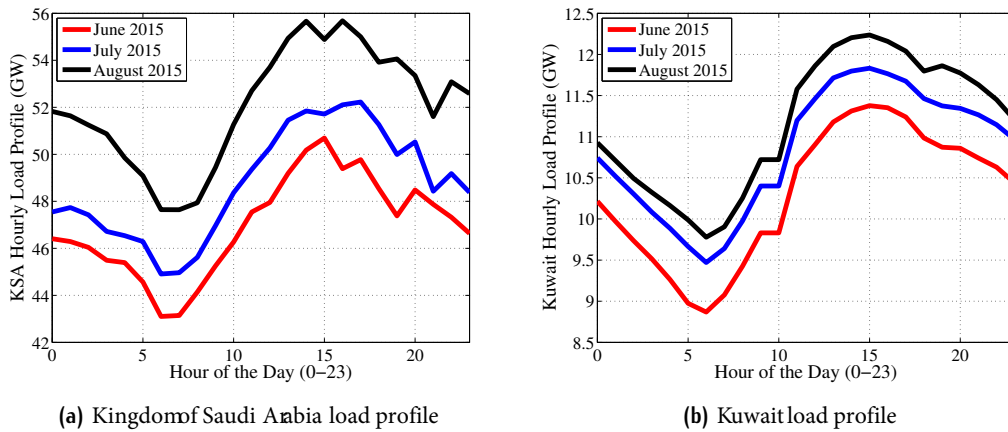 56
54
52
50
48
46
44
42
KSA Hourly Load Profile (GW)
June 2015
July 2015
August 2015
0 5 10 15 20
Hour of the Day (0−23)
(a) Kingdomof Saudi Arabia load profile
12.5
12
11.5
11
10.5
10
9.5
9
8.5
Kuwait Hourly Load Profile (GW)
June 2015
July 2015
August 2015
0 5 10 15 20
Hour of the Day (0−23)
(b) Kuwait load profile